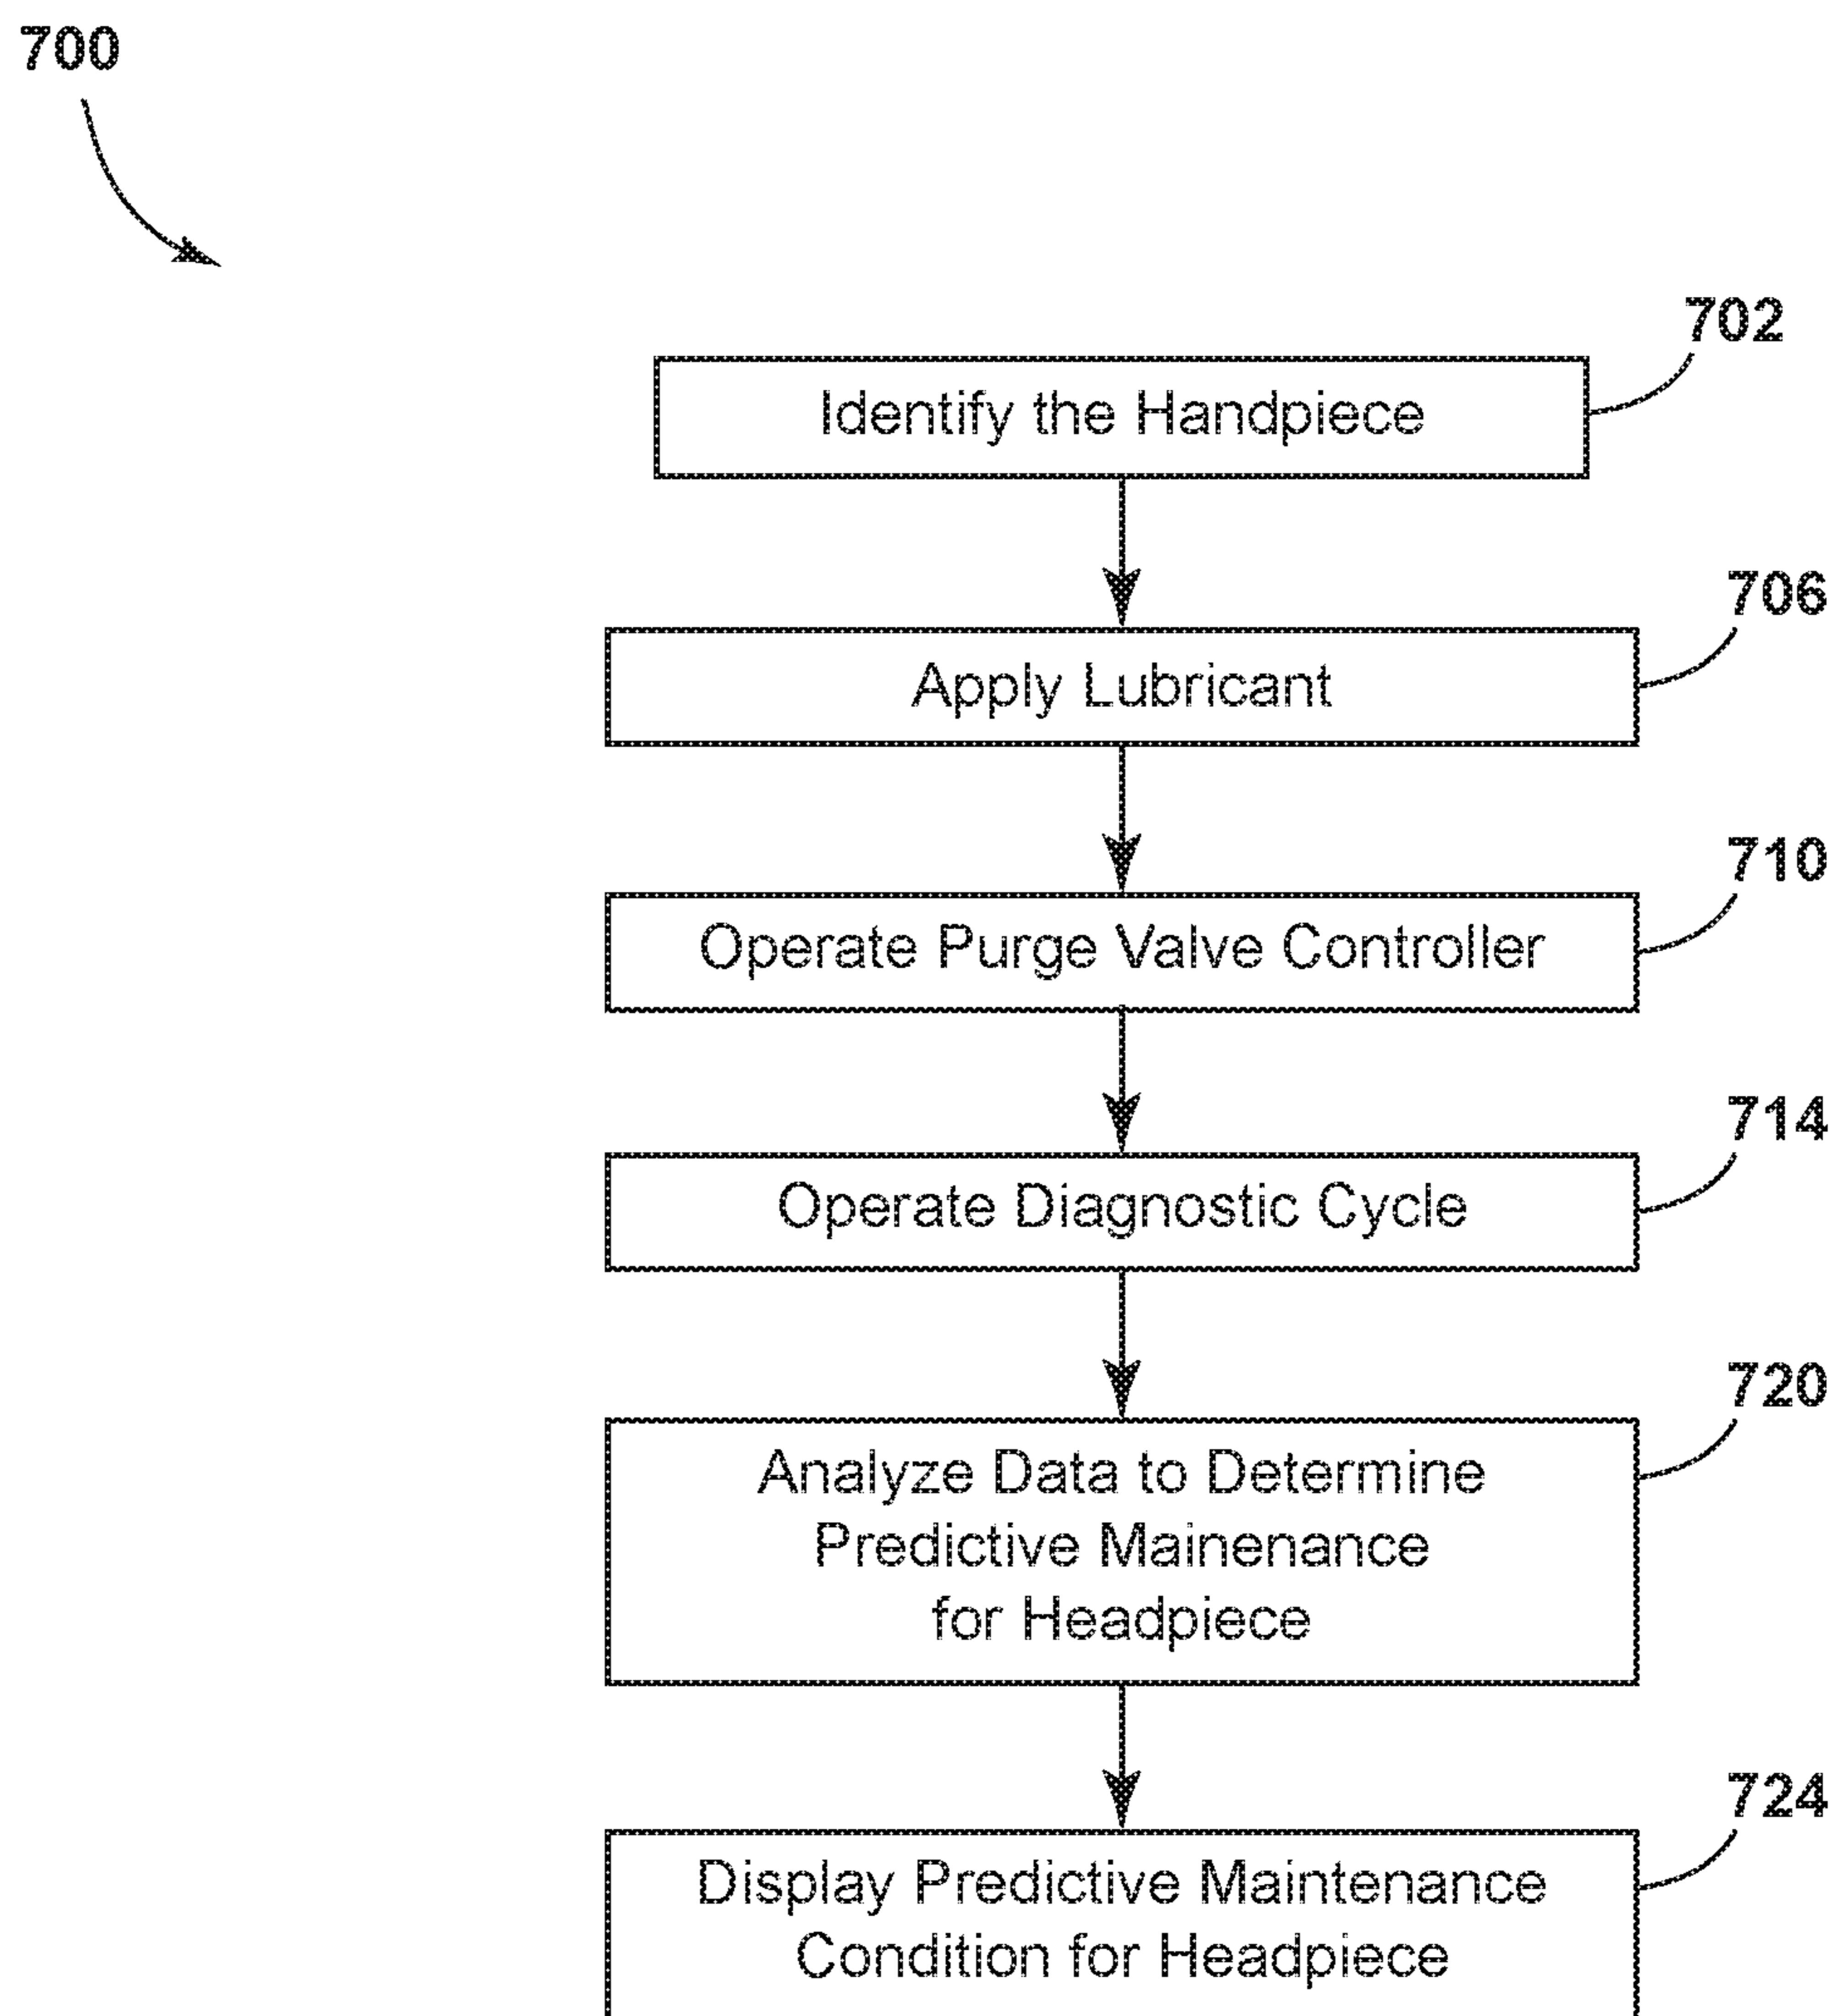 700
702
Identify the Handpiece
706
Apply Lubricant
710
Operate Purge Valve Controller
714
Operate Diagnostic Cycle
720
Analyze Data to Determine
Predictive Mainenance
for Headpiece
724
Display Predictive Maintenance
Condition for Headpiece